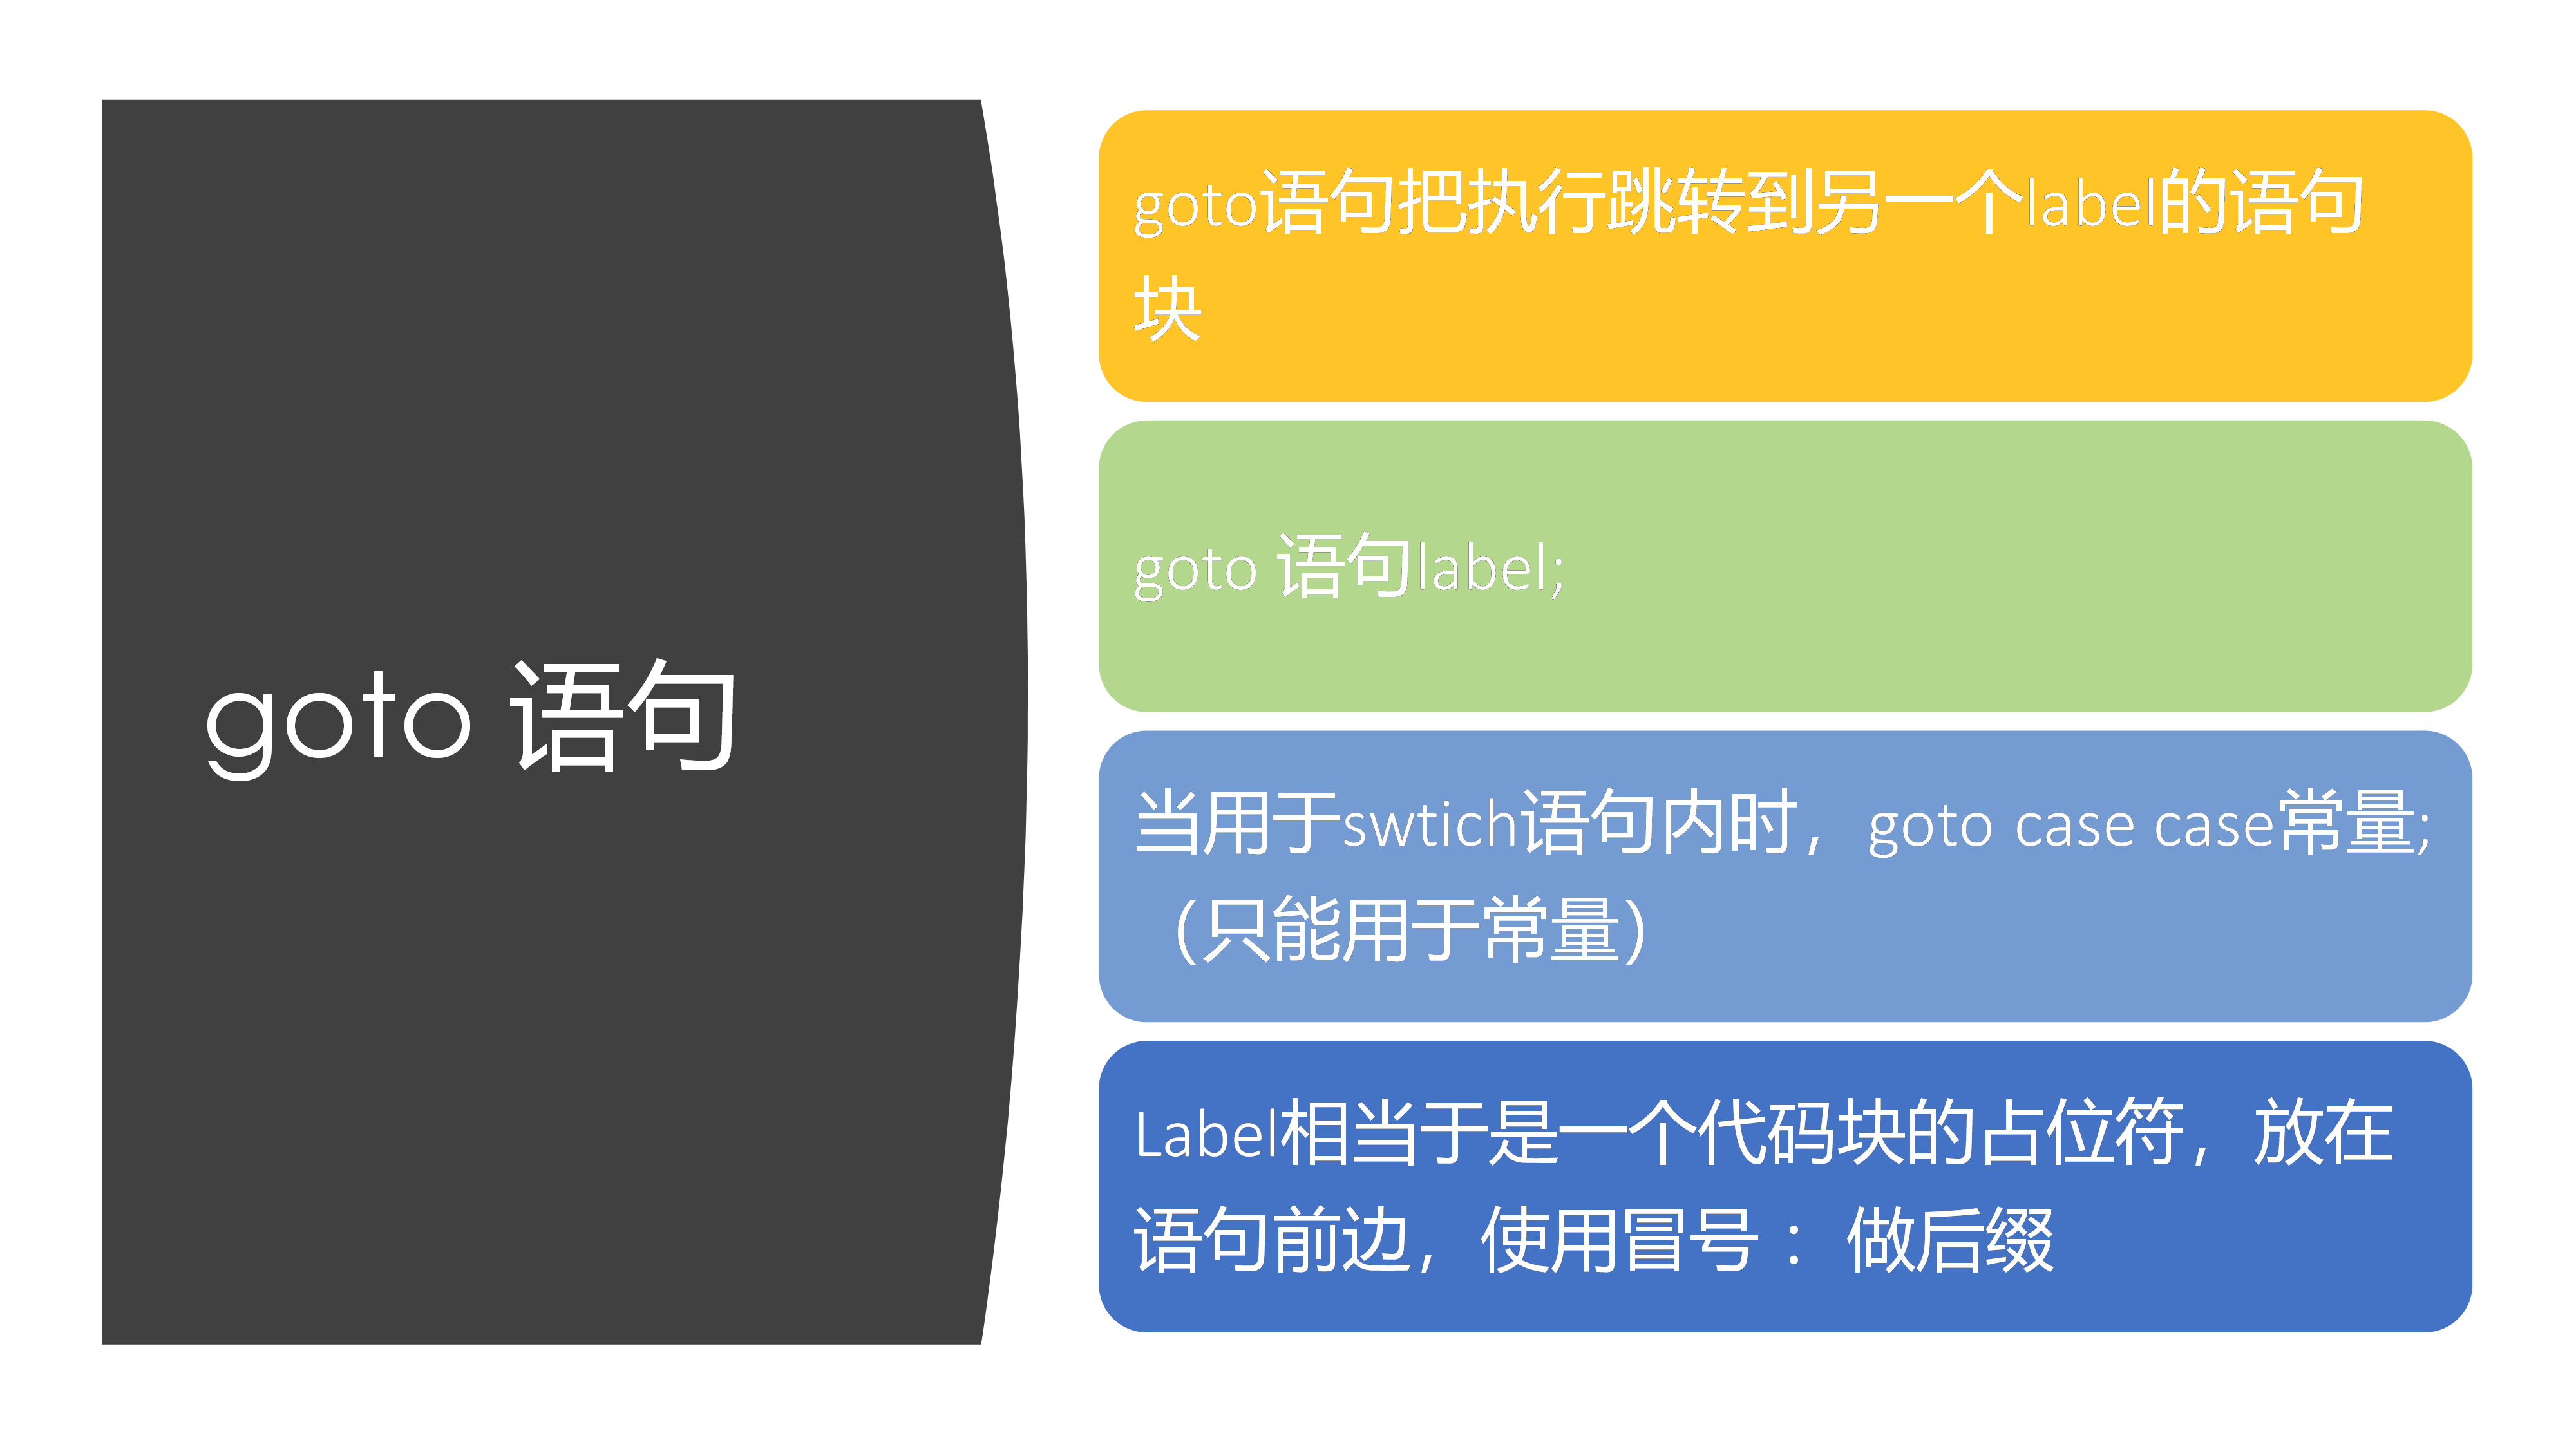 goto 语句
goto语句把执行跳转到另一个label的语句
块
goto 语句label;
当用于swtich语句内时，goto case case常量;
（只能用于常量）
Label相当于是一个代码块的占位符，放在
语句前边，使用冒号 ：做后缀